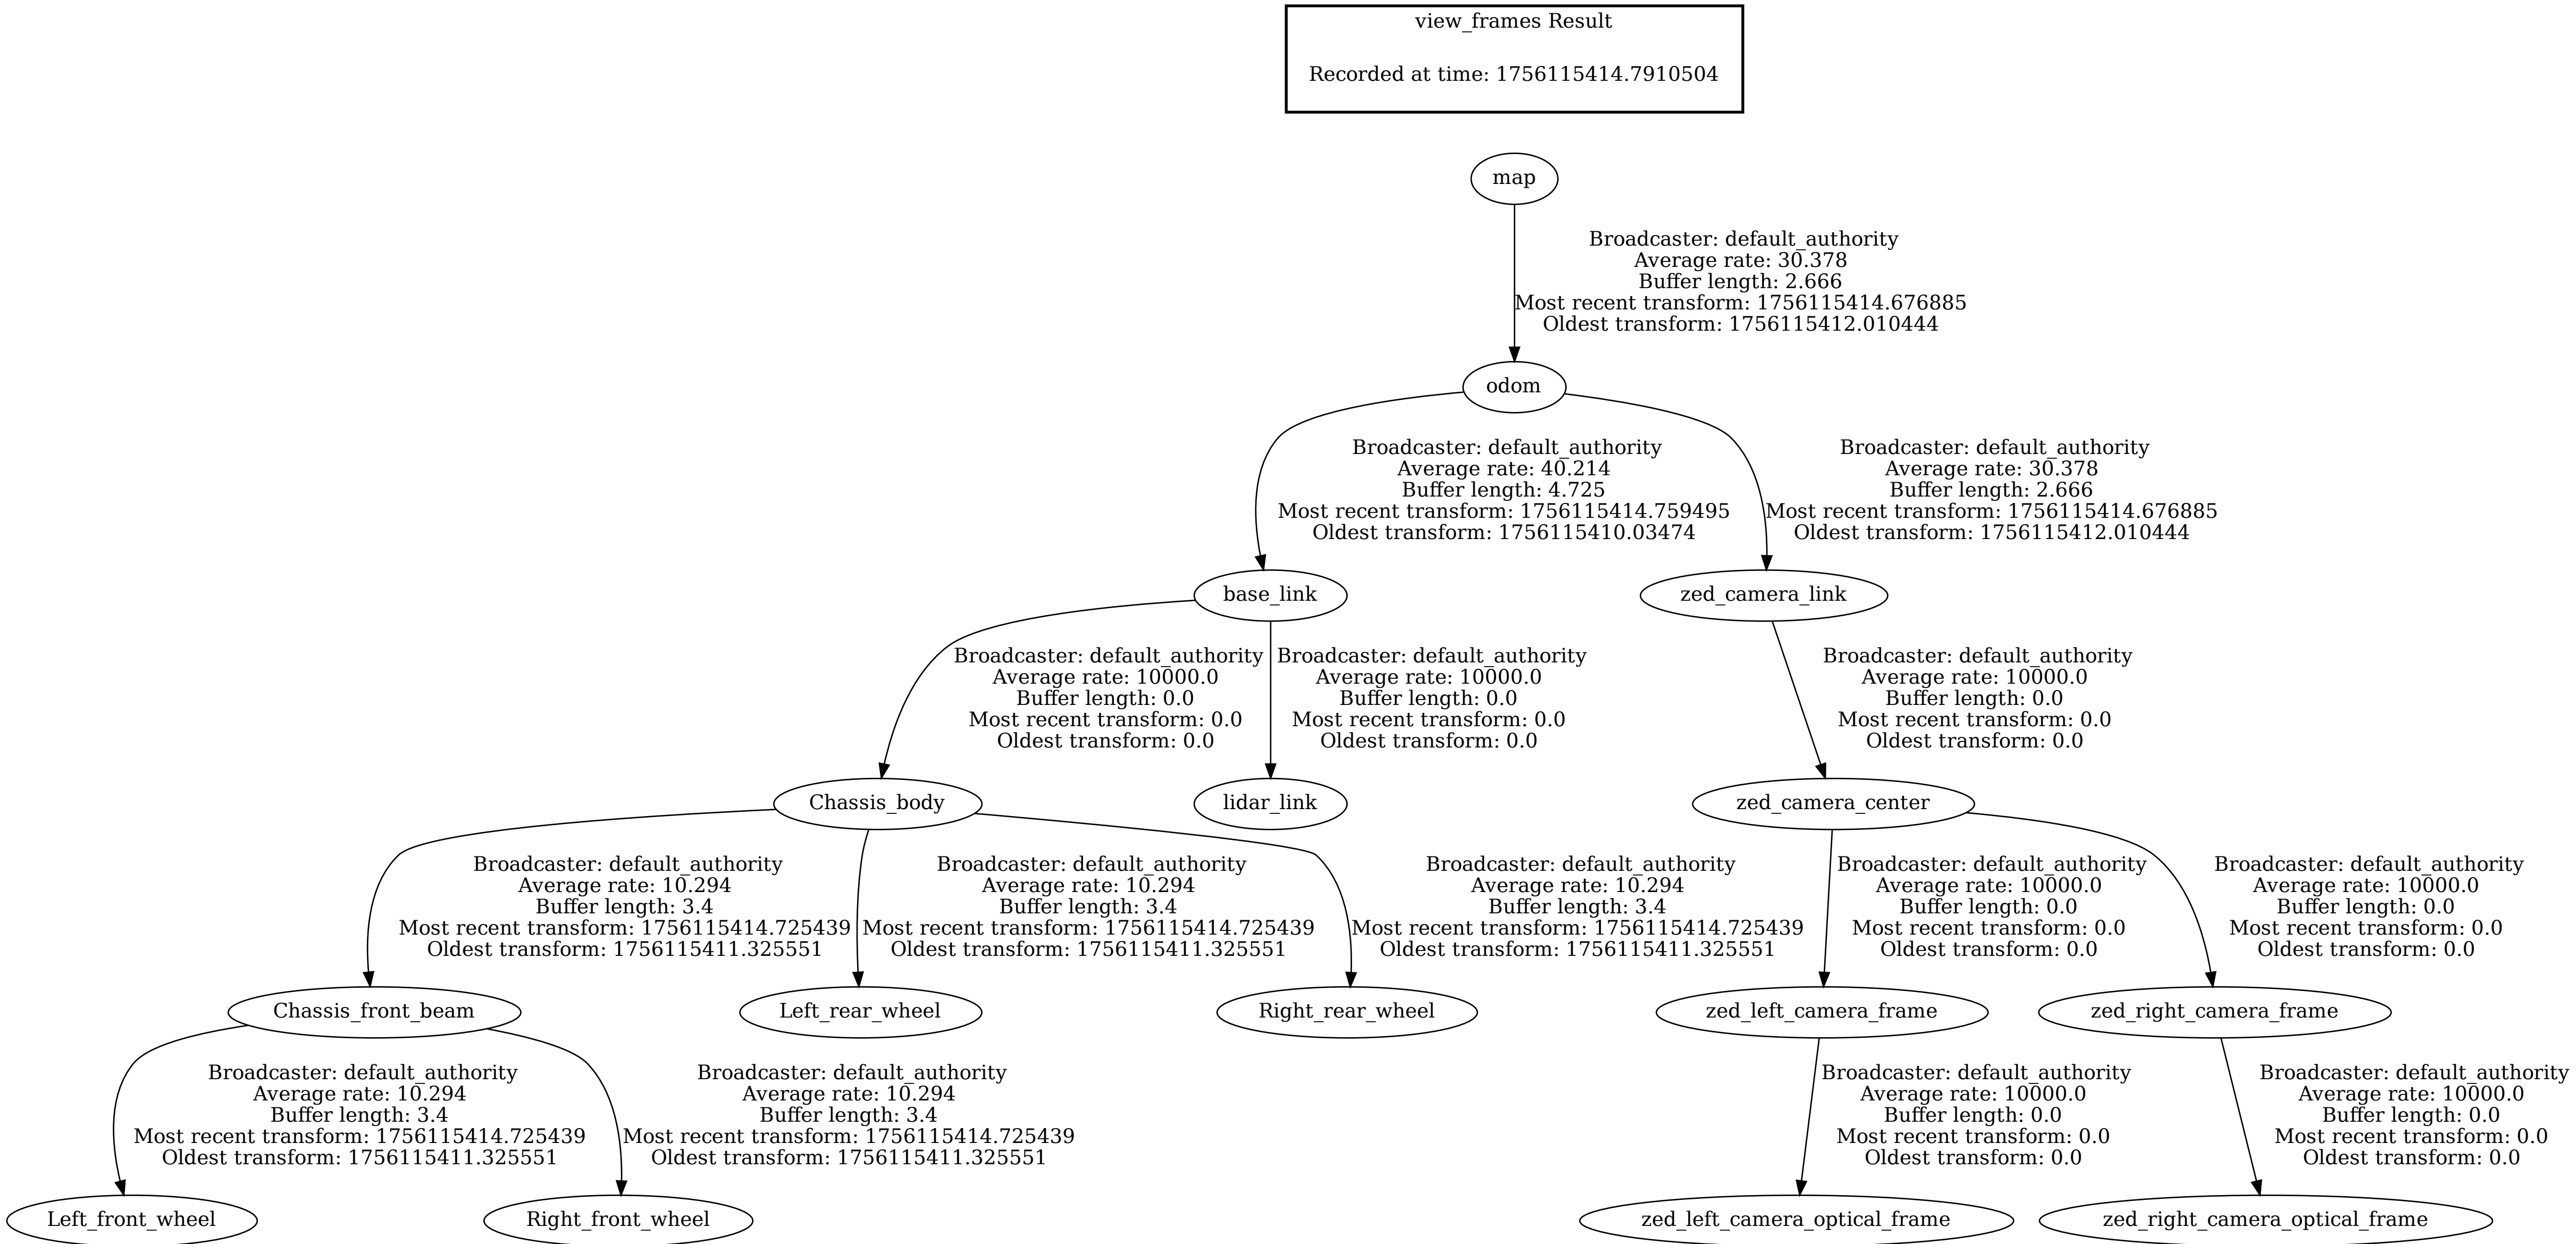 view_frames Result
Recorded at time: 1756115414.7910504
map
Broadcaster: default_authority
Average rate: 30.378
Buffer length: 2.666
Most recent transform: 1756115414.676885
Oldest transform: 1756115412.010444
odom
Broadcaster: default_authority
Average rate: 40.214
Buffer length: 4.725
Most recent transform: 1756115414.759495
Oldest transform: 1756115410.03474
Broadcaster: default_authority
Average rate: 30.378
Buffer length: 2.666
Most recent transform: 1756115414.676885
Oldest transform: 1756115412.010444
base_link
zed_camera_link
Broadcaster: default_authority
Average rate: 10000.0
Buffer length: 0.0
Most recent transform: 0.0
Oldest transform: 0.0
Broadcaster: default_authority
Average rate: 10000.0
Buffer length: 0.0
Most recent transform: 0.0
Oldest transform: 0.0
Broadcaster: default_authority
Average rate: 10000.0
Buffer length: 0.0
Most recent transform: 0.0
Oldest transform: 0.0
Chassis_body
lidar_link
zed_camera_center
Broadcaster: default_authority
Average rate: 10.294
Buffer length: 3.4
Most recent transform: 1756115414.725439
Oldest transform: 1756115411.325551
Broadcaster: default_authority
Average rate: 10.294
Buffer length: 3.4
Most recent transform: 1756115414.725439
Oldest transform: 1756115411.325551
Broadcaster: default_authority
Average rate: 10.294
Buffer length: 3.4
Most recent transform: 1756115414.725439
Oldest transform: 1756115411.325551
Broadcaster: default_authority
Average rate: 10000.0
Buffer length: 0.0
Most recent transform: 0.0
Oldest transform: 0.0
Broadcaster: default_authority
Average rate: 10000.0
Buffer length: 0.0
Most recent transform: 0.0
Oldest transform: 0.0
Chassis_front_beam
Left_rear_wheel
Right_rear_wheel
zed_left_camera_frame
zed_right_camera_frame
Broadcaster: default_authority
Average rate: 10.294
Buffer length: 3.4
Most recent transform: 1756115414.725439
Oldest transform: 1756115411.325551
Broadcaster: default_authority
Average rate: 10.294
Buffer length: 3.4
Most recent transform: 1756115414.725439
Oldest transform: 1756115411.325551
Broadcaster: default_authority
Average rate: 10000.0
Buffer length: 0.0
Most recent transform: 0.0
Oldest transform: 0.0
Broadcaster: default_authority
Average rate: 10000.0
Buffer length: 0.0
Most recent transform: 0.0
Oldest transform: 0.0
Left_front_wheel
Right_front_wheel
zed_left_camera_optical_frame
zed_right_camera_optical_frame